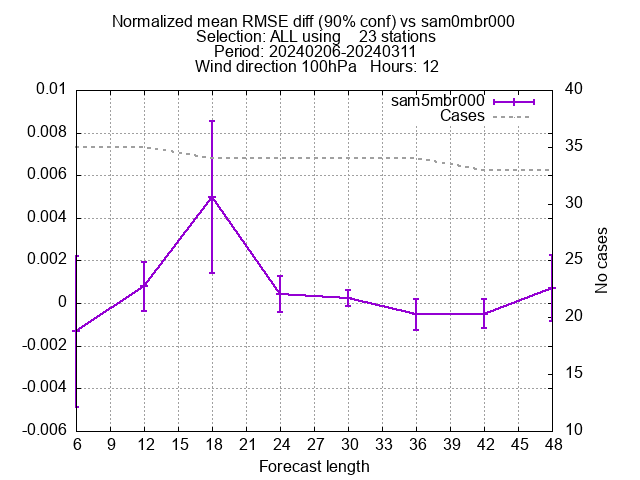 Normalized mean RMSE diff (90% conf) vs sam0mbr000
Selection: ALL using    23 stations
Period: 20240206-20240311
Wind direction 100hPa   Hours: 12
sam5mbr000
Cases
0.01
0.008
0.006
0.004
0.002
0
-0.002
-0.004
-0.006
40
35
30
25
20
15
10
No cases
6 9 12 15 18 21 24 27 30 33 36 39 42 45 48
Forecast length